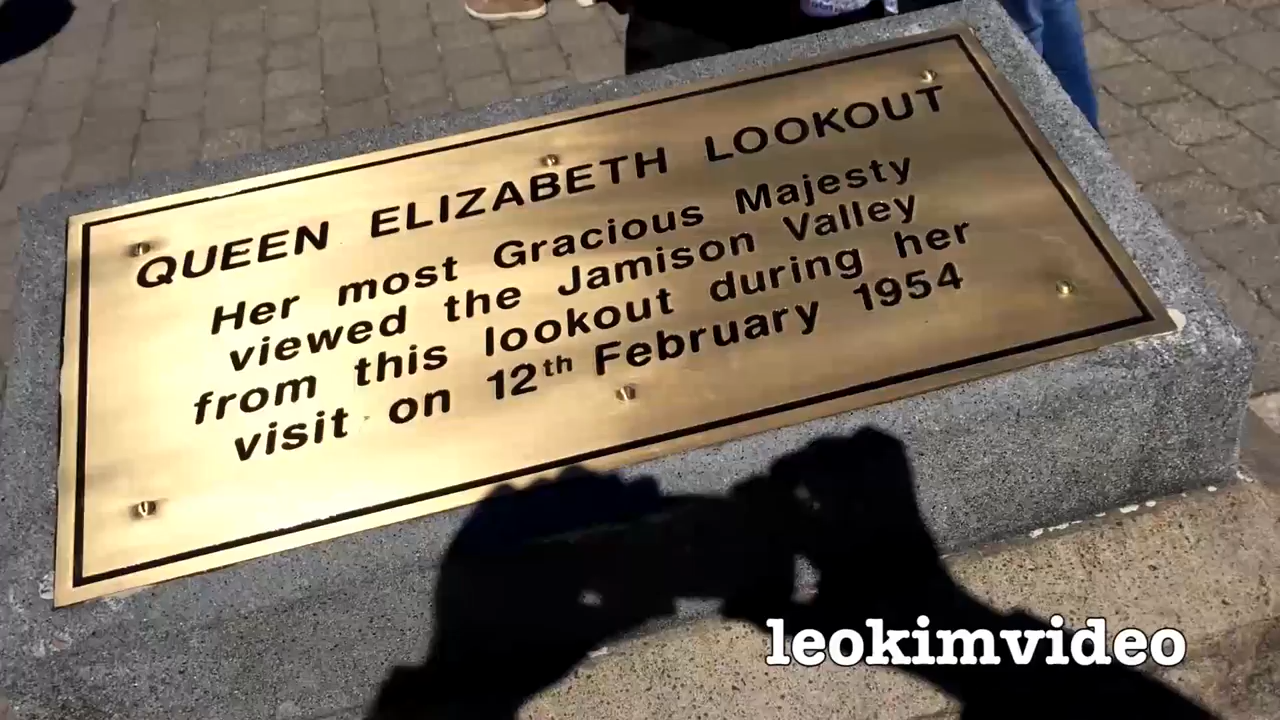 QUEEN ELIZABETH LOOKOUT
Her most Gracious Majesty
viewed the Jamison Valley
from this lookout during her
visit on 12th February 1954
leokimvideo